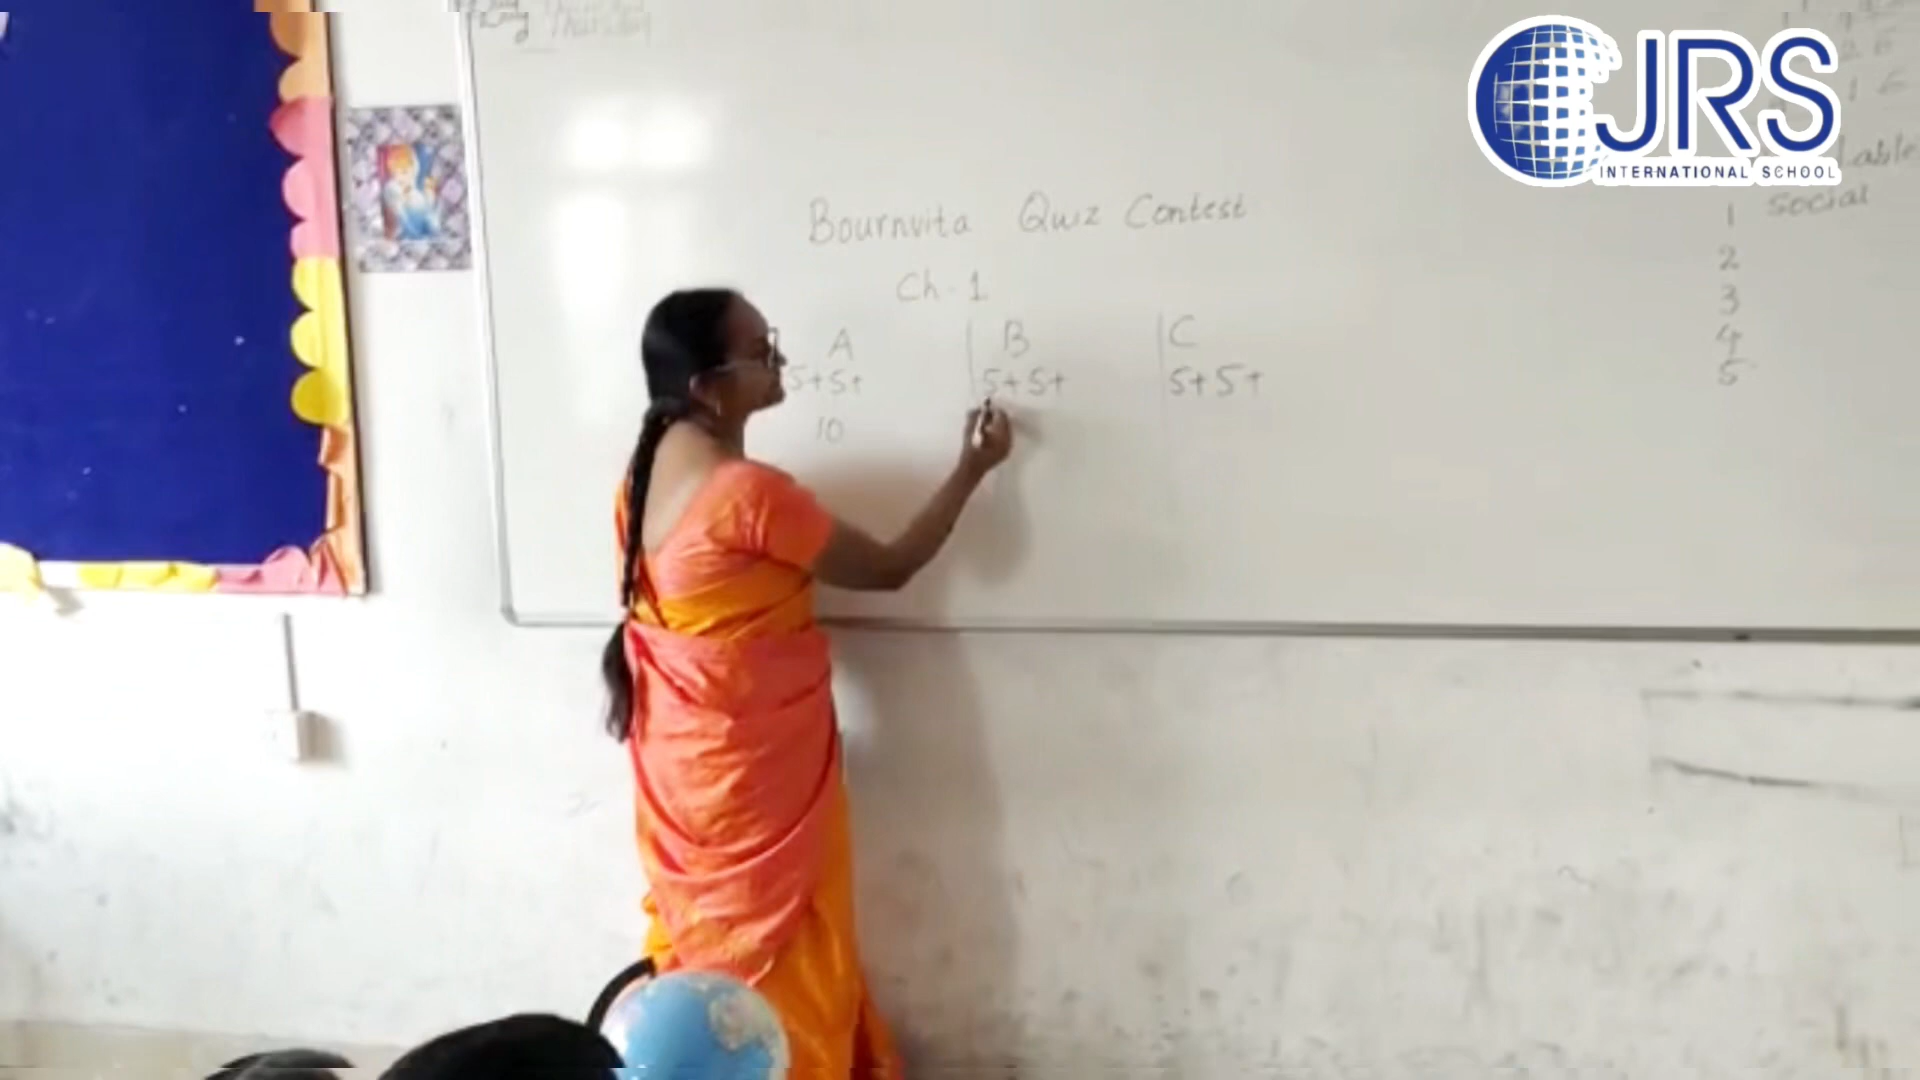 Thursday
JRS
INTERNATIONAL SCHOOL
Bournvita Quiz Contest
Ch - 1
A B C
5+5+ 5+5+ 5+5+
10
Social
1
2
3
4
5